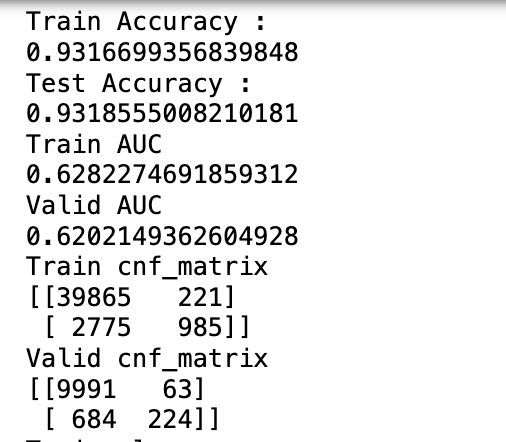 Train Accuracy :
0.9316699356839848
Test Accuracy :
0.9318555008210181
Train AUC
0.6282274691859312
Valid AUC
0.6202149362604928
Train cnf_matrix
[[39865   221]
 [ 2775   985]]
Valid cnf_matrix
[[9991   63]
 [ 684  224]]